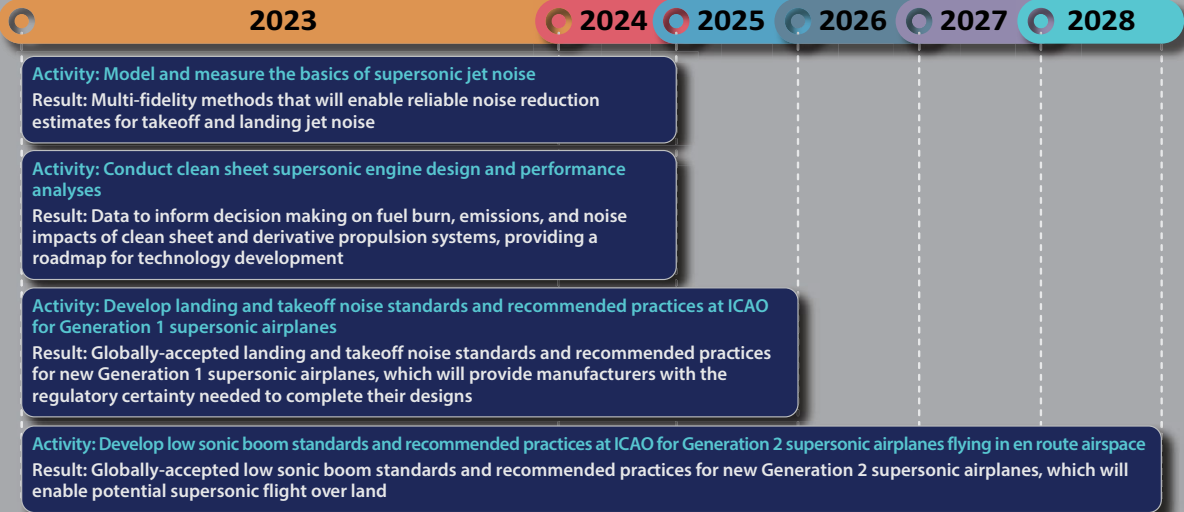 2023 2024 2025 2026 2027 2028
Activity: Model and measure the basics of supersonic jet noise
Result: Multi-fidelity methods that will enable reliable noise reduction
estimates for takeoff and landing jet noise
Activity: Conduct clean sheet supersonic engine design and performance
analyses
Result: Data to inform decision making on fuel burn, emissions, and noise
impacts of clean sheet and derivative propulsion systems, providing a
roadmap for technology development
Activity: Develop landing and takeoff noise standards and recommended practices at ICAO
for Generation 1 supersonic airplanes
Result: Globally-accepted landing and takeoff noise standards and recommended practices
for new Generation 1 supersonic airplanes, which will provide manufacturers with the
regulatory certainty needed to complete their designs
Activity: Develop low sonic boom standards and recommended practices at ICAO for Generation 2 supersonic airplanes flying in en route airspace
Result: Globally-accepted low sonic boom standards and recommended practices for new Generation 2 supersonic airplanes, which will
enable potential supersonic flight over land